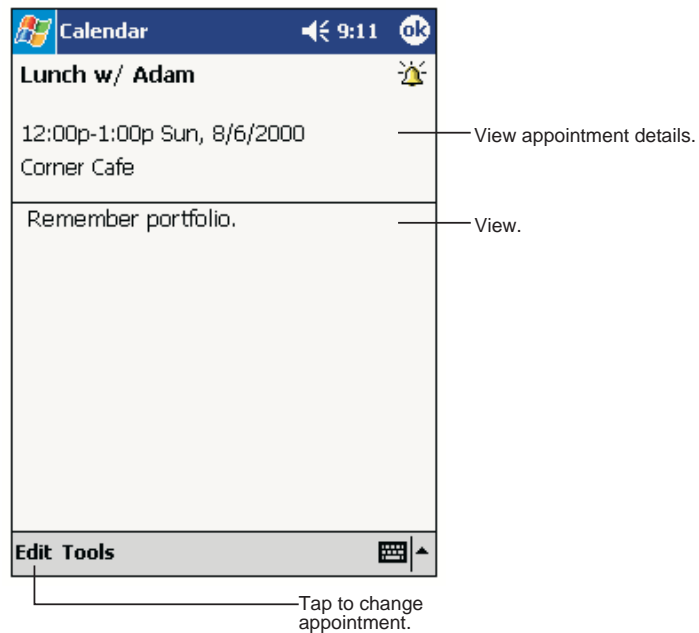 Calendar 9:11 ok
Lunch w/ Adam
12:00p-1:00p Sun, 8/6/2000
View appointment details.
Corner Cafe
Remember portfolio.
View.
Edit Tools
Tap to change
appointment.